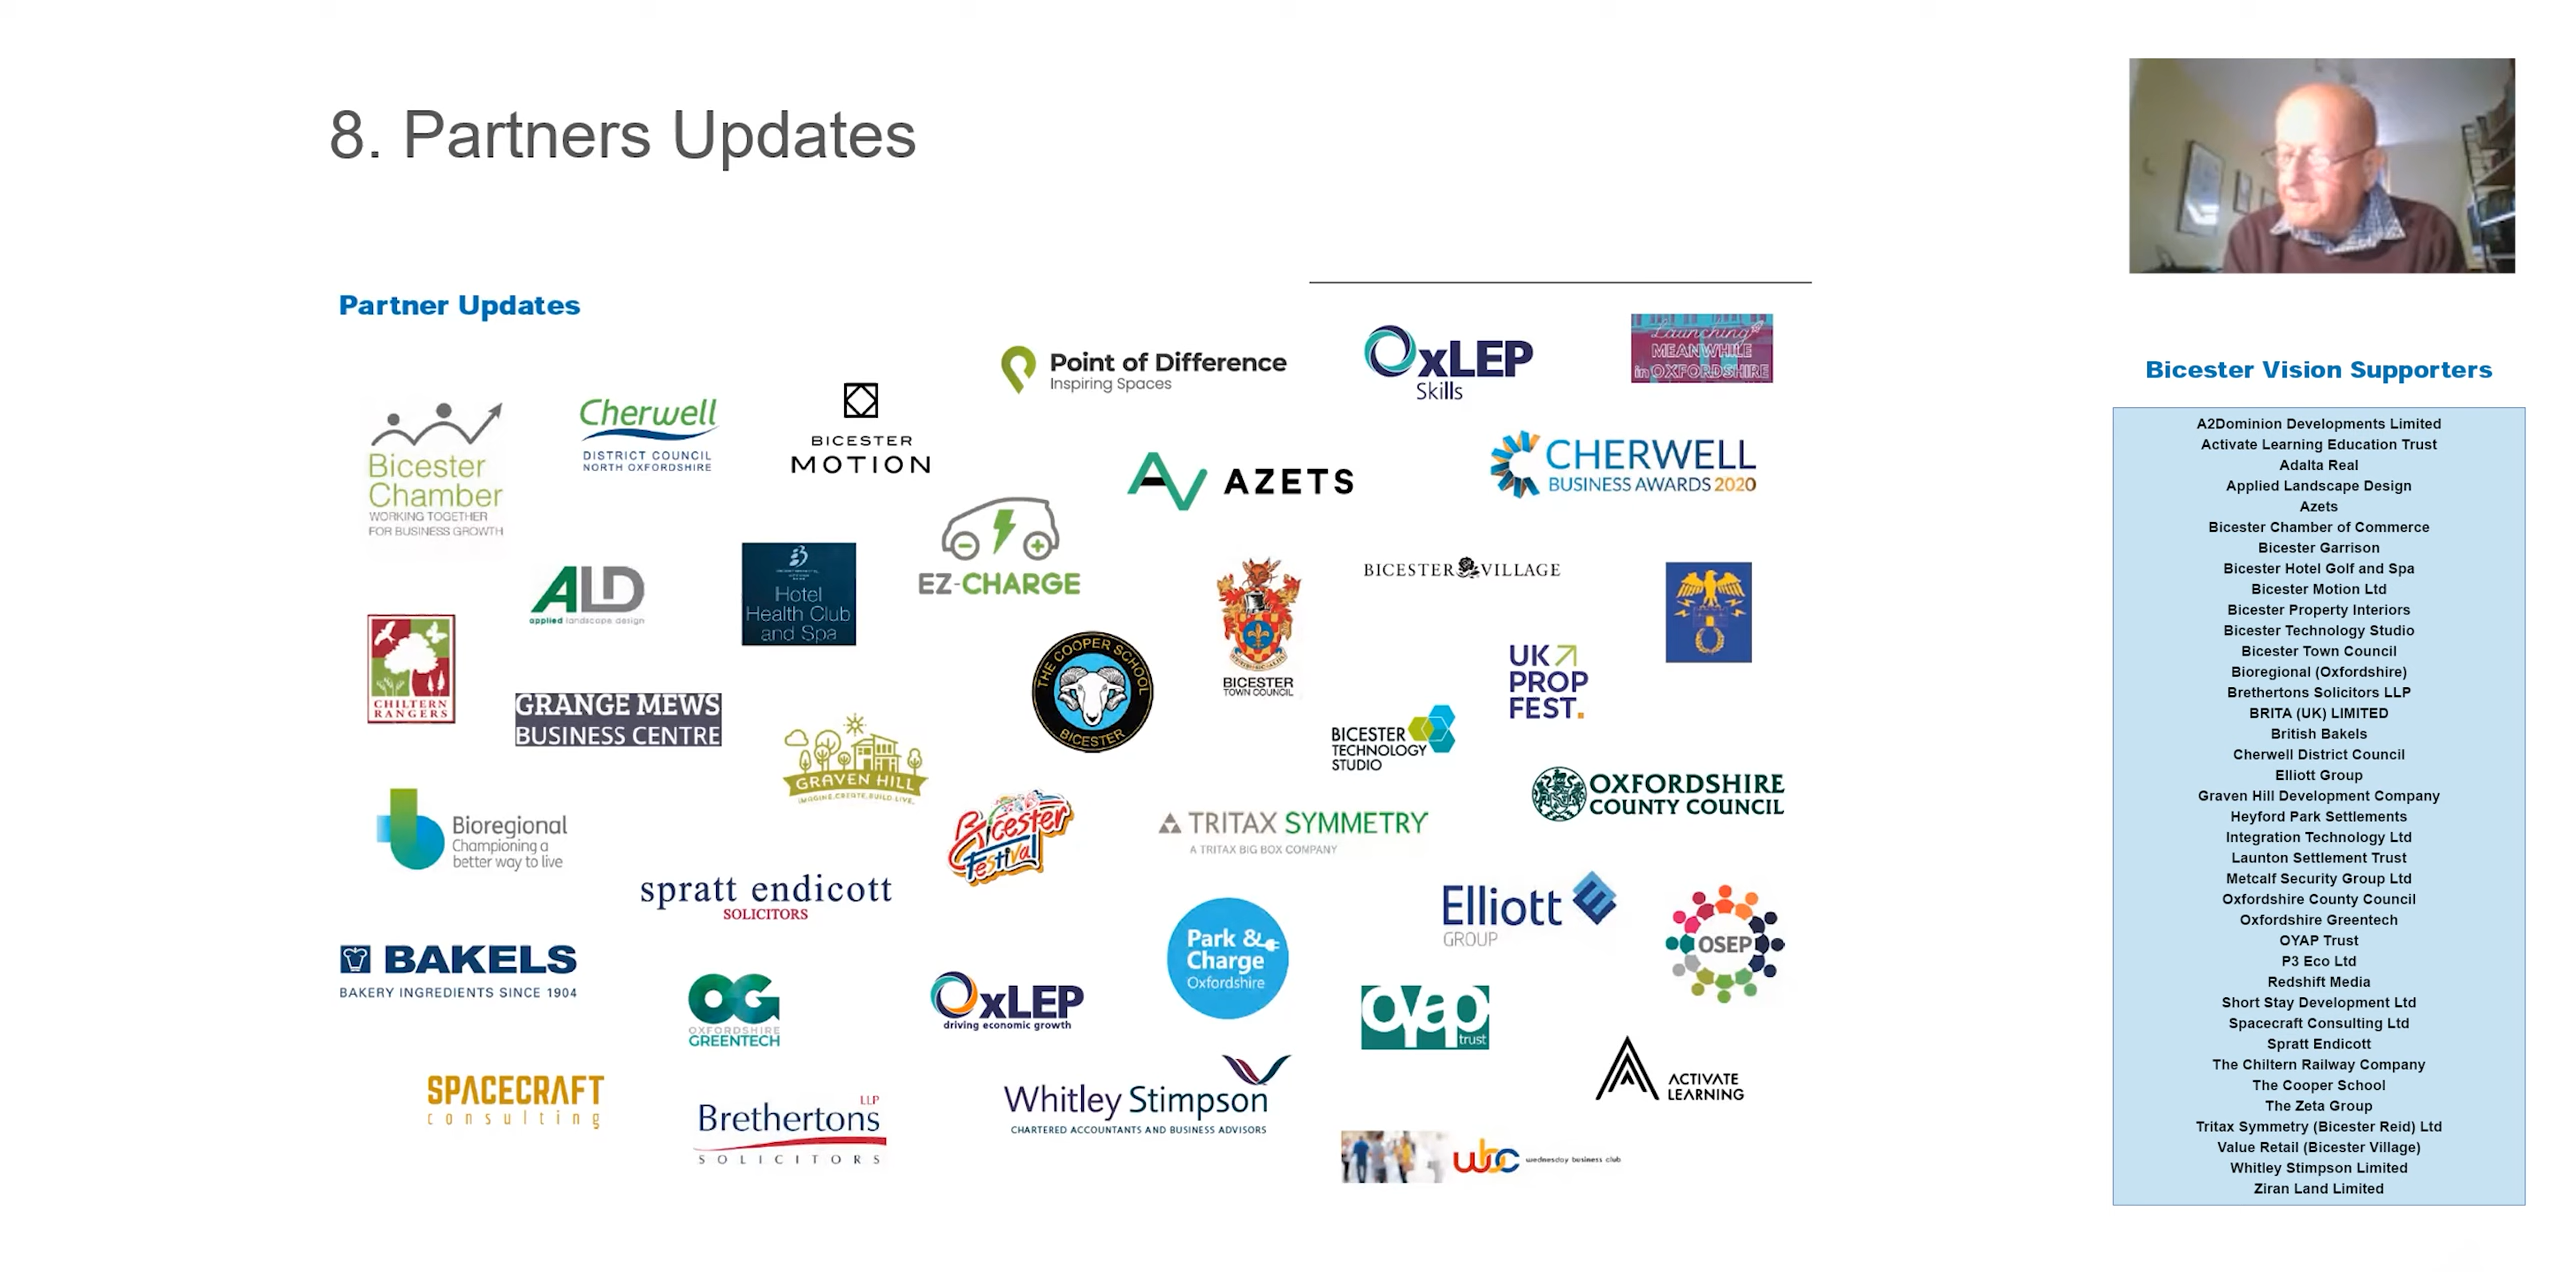 8. Partners Updates
Partner Updates
Point of Difference
Inspiring Spaces
OxLEP
Skills
Launching
MEANWHILE
in OXFORDSHIRE
Bicester
Chamber
WORKING TOGETHER
FOR BUSINESS GROWTH
Cherwell
DISTRICT COUNCIL
NORTH OXFORDSHIRE
BICESTER
MOTION
AZETS
CHERWELL
BUSINESS AWARDS 2020
EZ-CHARGE
ALD
applied landscape design
Hotel
Health Club
and Spa
BICESTER VILLAGE
BICESTER
TOWN COUNCIL
CHILTERN
RANGERS
THE COOPER SCHOOL
BICESTER
UK
PROP
FEST.
GRANGE MEWS
BUSINESS CENTRE
GRAVEN HILL
IMAGINE.CREATE.BUILD.LIVE.
BICESTER
TECHNOLOGY
STUDIO
OXFORDSHIRE
COUNTY COUNCIL
Bioregional
Championing a
better way to live
Bicester
Festival
TRITAX SYMMETRY
A TRITAX BIG BOX COMPANY
spratt endicott
SOLICITORS
Elliott
GROUP
OSEP
BAKELS
BAKERY INGREDIENTS SINCE 1904
OG
OXFORDSHIRE
GREENTECH
OxLEP
driving economic growth
Park &
Charge
Oxfordshire
oyap
trust
SPACECRAFT
consulting
Brethertons
LLP
SOLICITORS
Whitley Stimpson
CHARTERED ACCOUNTANTS AND BUSINESS ADVISORS
ACTIVATE
LEARNING
wbc wednesday business club
Bicester Vision Supporters
A2Dominion Developments Limited
Activate Learning Education Trust
Adalta Real
Applied Landscape Design
Azets
Bicester Chamber of Commerce
Bicester Garrison
Bicester Hotel Golf and Spa
Bicester Motion Ltd
Bicester Property Interiors
Bicester Technology Studio
Bicester Town Council
Bioregional (Oxfordshire)
Brethertons Solicitors LLP
BRITA (UK) LIMITED
British Bakels
Cherwell District Council
Elliott Group
Graven Hill Development Company
Heyford Park Settlements
Integration Technology Ltd
Launton Settlement Trust
Metcalf Security Group Ltd
Oxfordshire County Council
Oxfordshire Greentech
OYAP Trust
P3 Eco Ltd
Redshift Media
Short Stay Development Ltd
Spacecraft Consulting Ltd
Spratt Endicott
The Chiltern Railway Company
The Cooper School
The Zeta Group
Tritax Symmetry (Bicester Reid) Ltd
Value Retail (Bicester Village)
Whitley Stimpson Limited
Ziran Land Limited